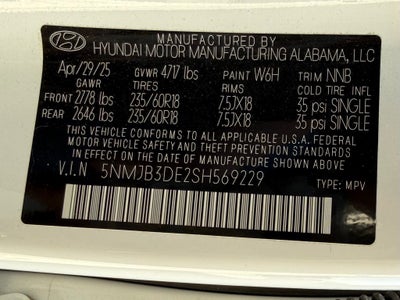 MANUFACTURED BY
HYUNDAI MOTOR MANUFACTURING ALABAMA, LLC
Apr/29/25 GVWR 4717 lbs PAINT W6H TRIM NNB
GAWR TIRES RIMS COLD TIRE INFL
FRONT 2778 lbs 235/60R18 7.5JX18 35 psi SINGLE
REAR 2646 lbs 235/60R18 7.5JX18 35 psi SINGLE
THIS VEHICLE CONFORMS TO ALL APPLICABLE U.S.A. FEDERAL
MOTOR VEHICLE SAFETY AND THEFT PREVENTION STANDARDS
IN EFFECT ON THE DATE OF MANUFACTURE SHOWN ABOVE.
V.I.N 5NMJB3DE2SH569229
TYPE: MPV